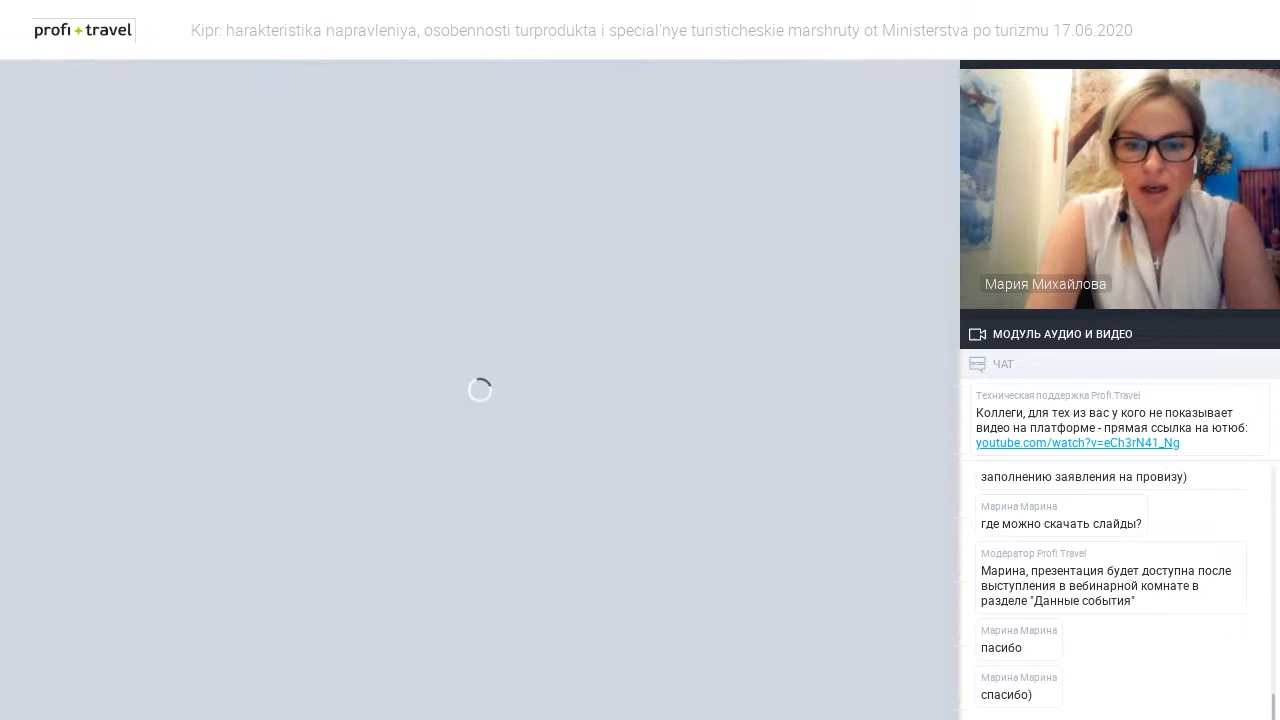 profi + travel
Kipr: harakteristika napravleniya, osobennosti turprodukta i special'nye turisticheskie marshruty ot Ministerstva po turizmu 17.06.2020
Мария Михайлова
МОДУЛЬ АУДИО И ВИДЕО
ЧАТ
Техническая поддержка Profi.Travel
Коллеги, для тех из вас у кого не показывает
видео на платформе - прямая ссылка на ютюб:
youtube.com/watch?v=eCh3rN41_Ng
заполнению заявления на провизу)
Марина Марина
где можно скачать слайды?
Модератор Profi.Travel
Марина, презентация будет доступна после
выступления в вебинарной комнате в
разделе "Данные события"
Марина Марина
пасибо
Марина Марина
спасибо)